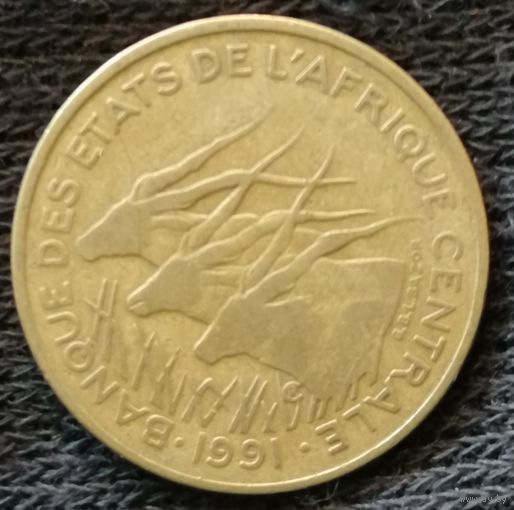 BANQUE DES ETATS DE L'AFRIQUE CENTRALE
· 1991 ·